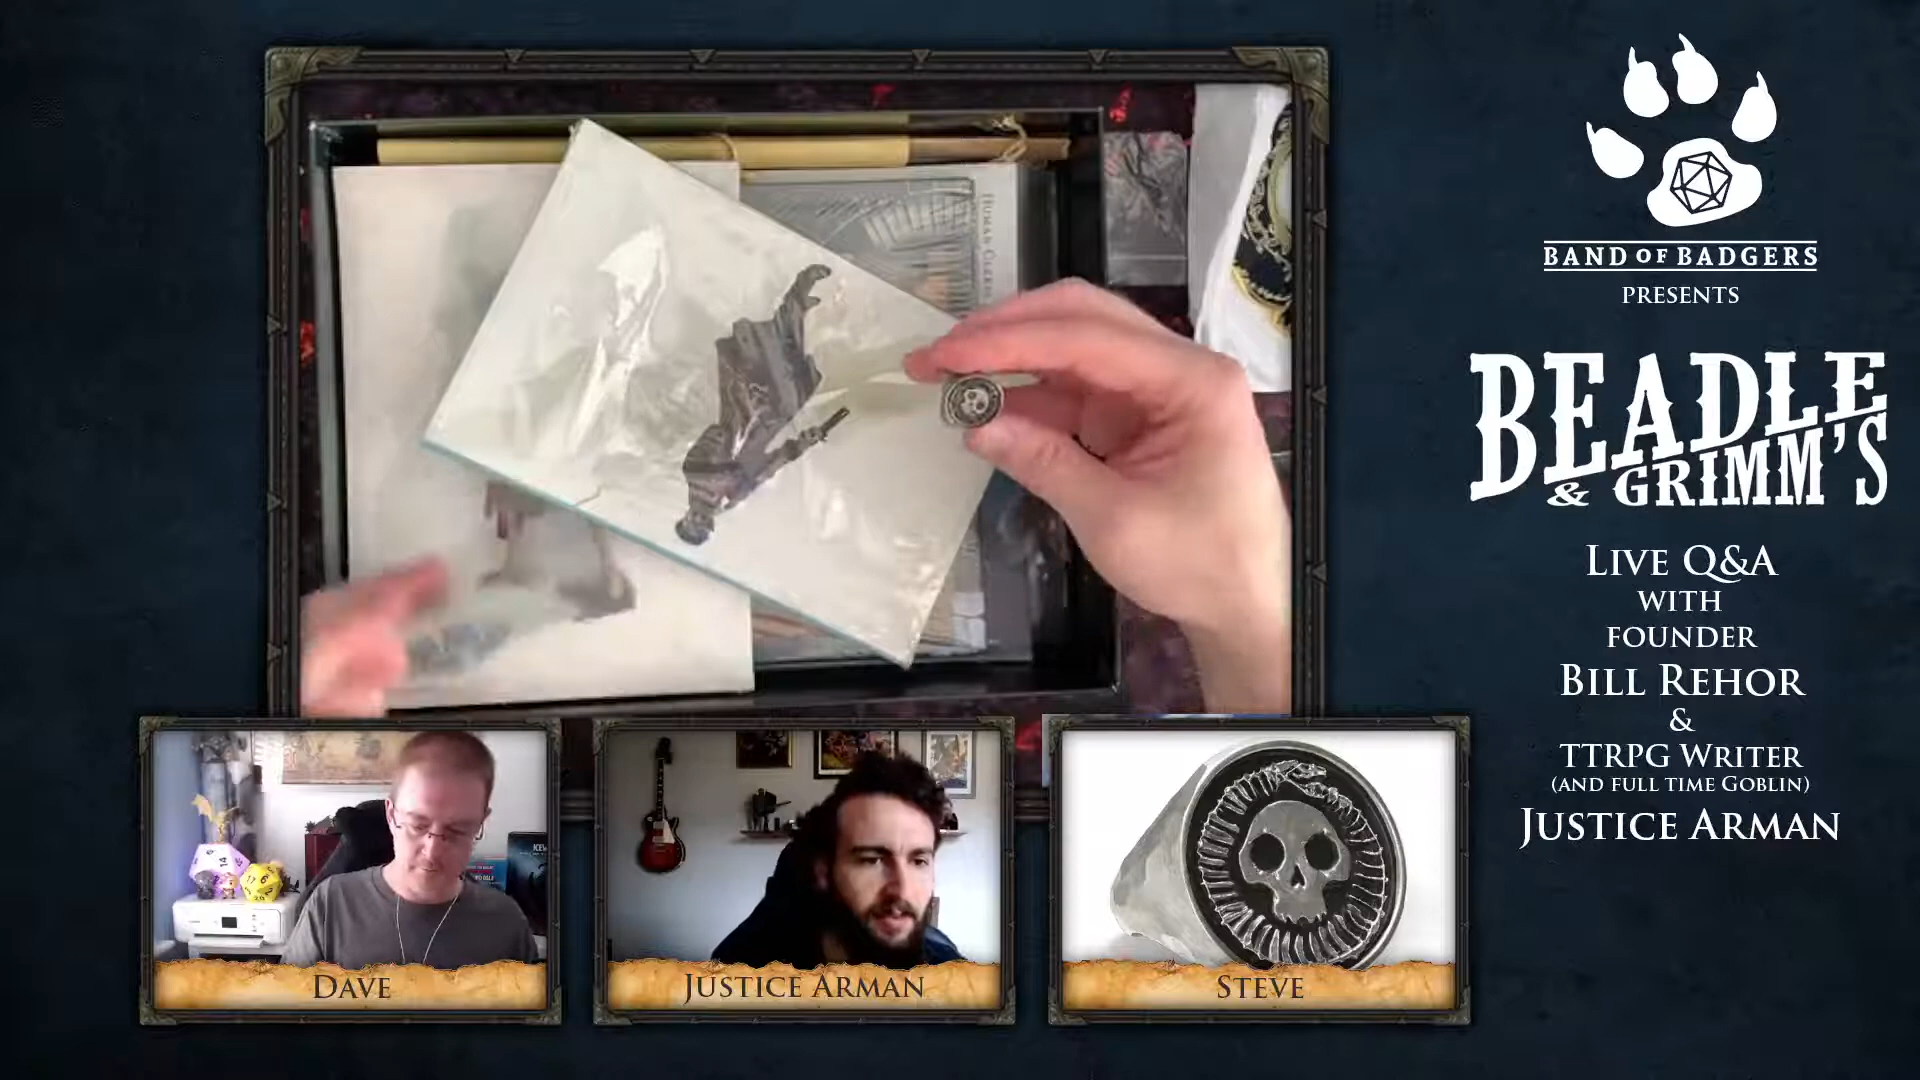 BAND OF BADGERS
PRESENTS
BEADLE
& GRIMM'S
LIVE Q&A
WITH
FOUNDER
BILL REHOR
&
TTRPG WRITER
(AND FULL TIME GOBLIN)
JUSTICE ARMAN
DAVE
JUSTICE ARMAN
STEVE